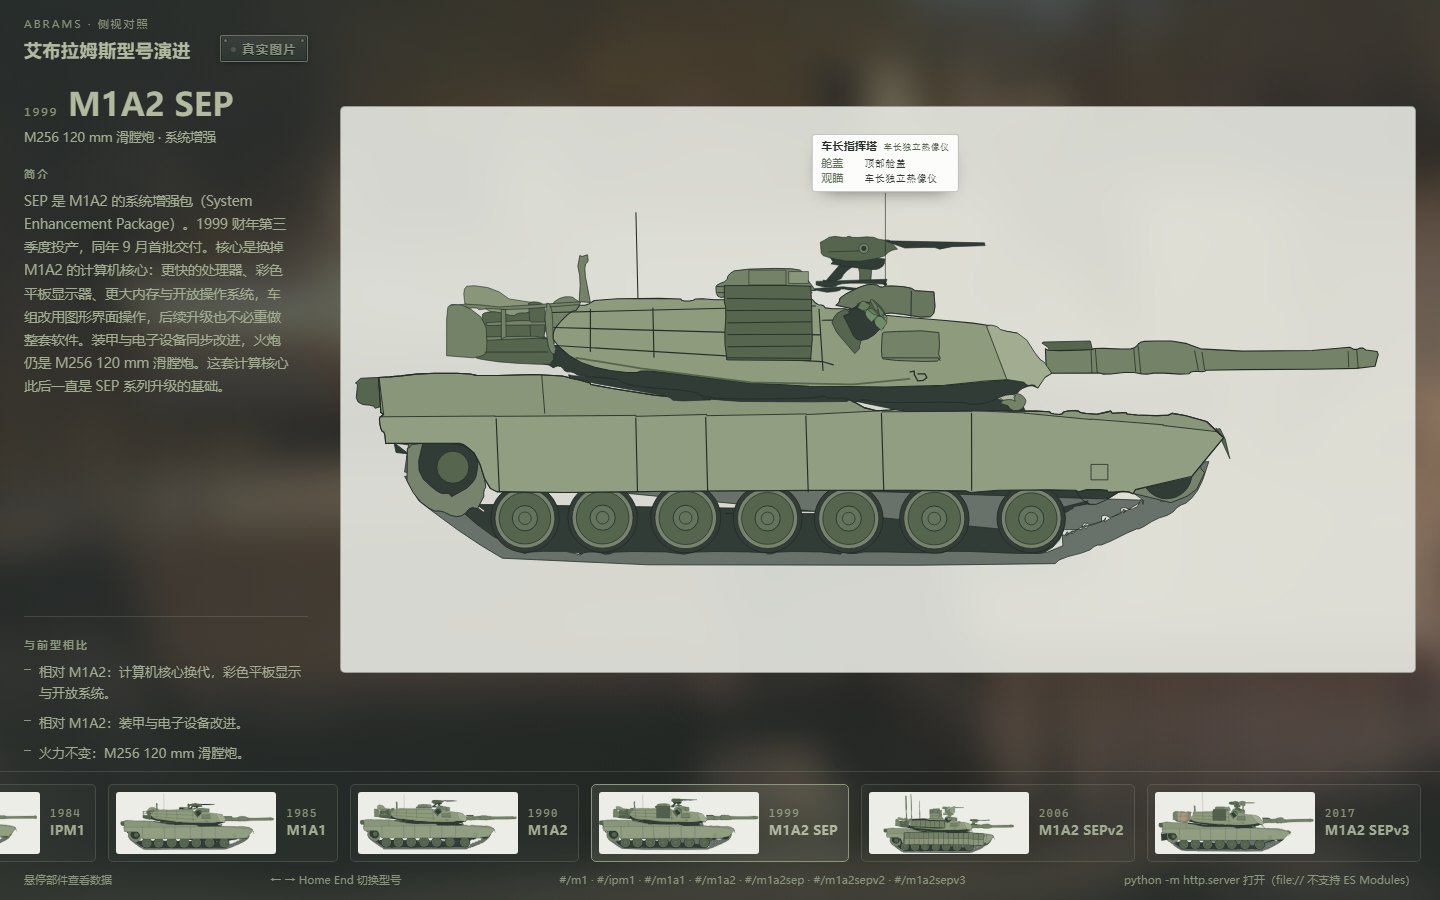 ABRAMS · 侧视对照
艾布拉姆斯型号演进
真实图片
1999 M1A2 SEP
M256 120 mm 滑膛炮 · 系统增强
简介
SEP 是 M1A2 的系统增强包（System
Enhancement Package）。1999 财年第三
季度投产，同年 9 月首批交付。核心是换掉
M1A2 的计算机核心：更快的处理器、彩色
平板显示器、更大内存与开放操作系统，车
组改用图形界面操作，后续升级也不必重做
整套软件。装甲与电子设备同步改进，火炮
仍是 M256 120 mm 滑膛炮。这套计算核心
此后一直是 SEP 系列升级的基础。
车长指挥塔 车长独立热像仪
舱盖 顶部舱盖
观瞄 车长独立热像仪
与前型相比
– 相对 M1A2：计算机核心换代，彩色平板显示
与开放系统。
– 相对 M1A2：装甲与电子设备改进。
– 火力不变：M256 120 mm 滑膛炮。
1984
IPM1
1985
M1A1
1990
M1A2
1999
M1A2 SEP
2006
M1A2 SEPv2
2017
M1A2 SEPv3
悬停部件查看数据
← → Home End 切换型号
#/m1 · #/ipm1 · #/m1a1 · #/m1a2 · #/m1a2sep · #/m1a2sepv2 · #/m1a2sepv3
python -m http.server 打开（file:// 不支持 ES Modules）